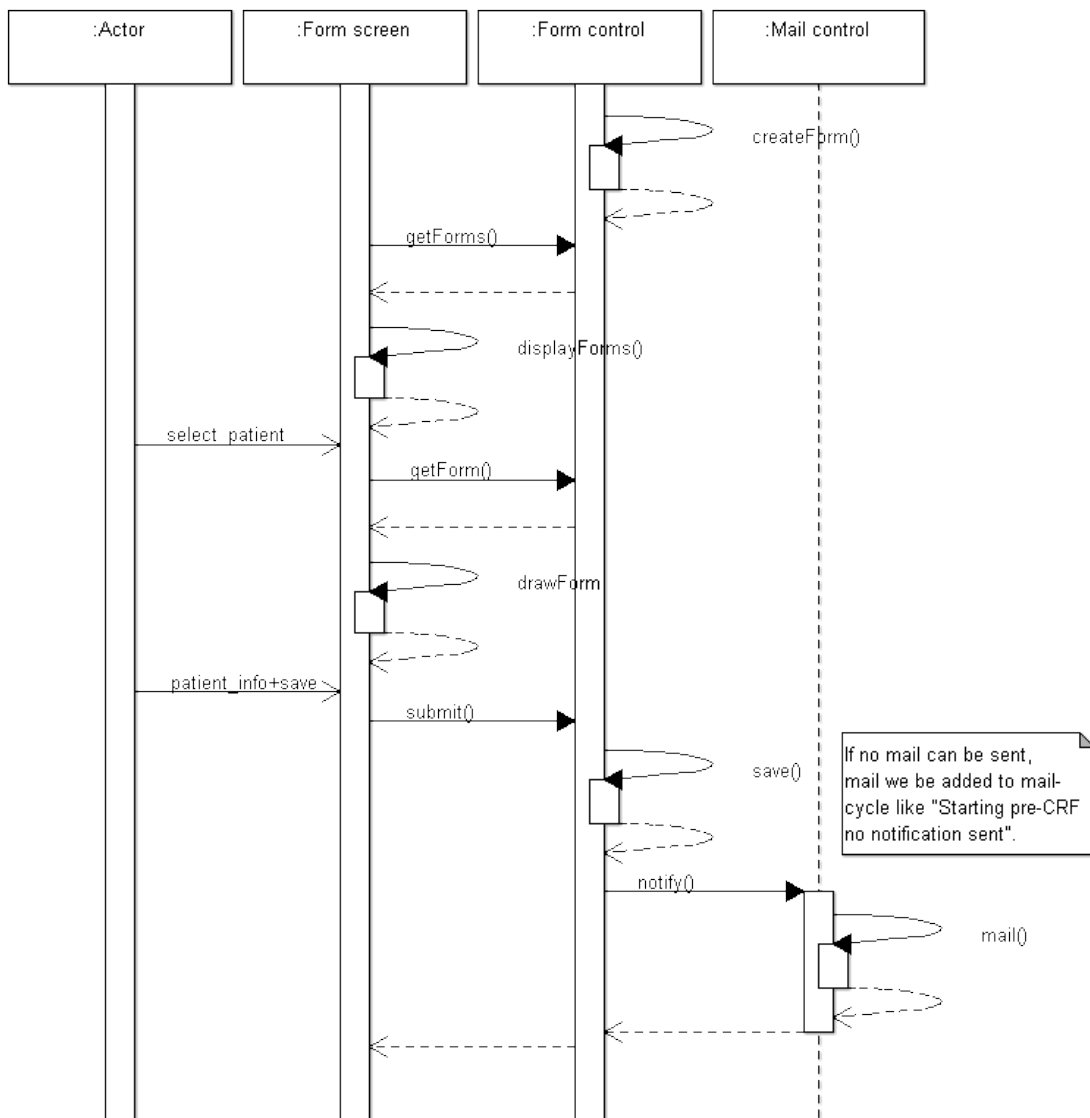 :Actor
:Form screen
:Form control
:Mail control
createForm()
getForms()
displayForms()
select_patient
getForm()
drawForm
patient_info+save
submit()
If no mail can be sent,
mail we be added to mail-
cycle like "Starting pre-CRF
no notification sent".
save()
notify()
mail()